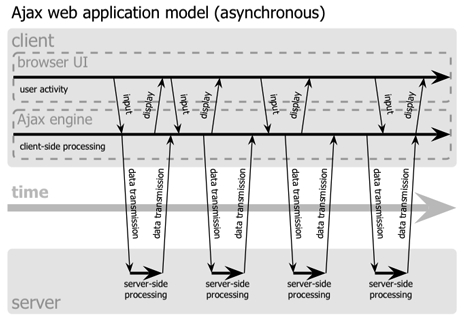 Ajax web application model (asynchronous)
client
browser UI
user activity
input
display
input
display
input
display
input
display
Ajax engine
client-side processing
data transmission
data transmission
data transmission
data transmission
data transmission
data transmission
data transmission
data transmission
time
server-side
processing
server-side
processing
server-side
processing
server-side
processing
server